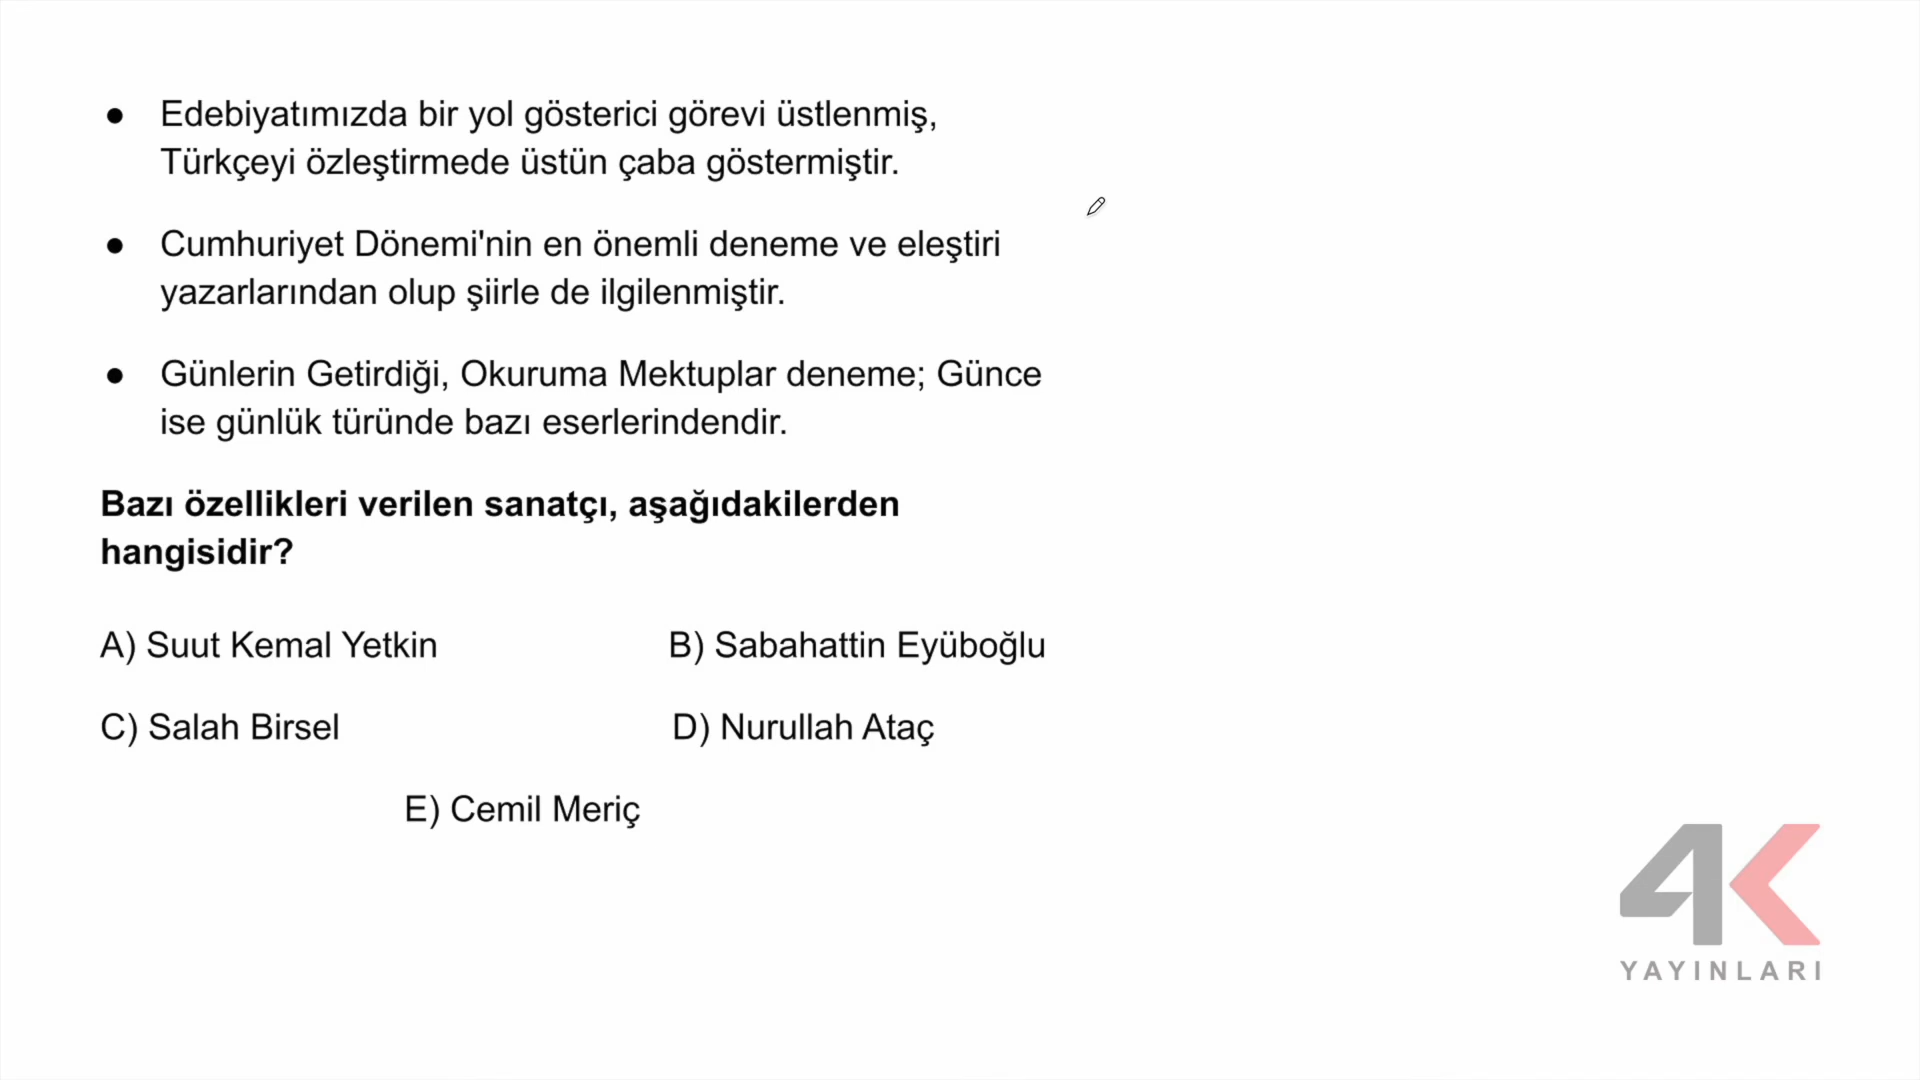 ● Edebiyatımızda bir yol gösterici görevi üstlenmiş,
Türkçeyi özleştirmede üstün çaba göstermiştir.
● Cumhuriyet Dönemi'nin en önemli deneme ve eleştiri
yazarlarından olup şiirle de ilgilenmiştir.
● Günlerin Getirdiği, Okuruma Mektuplar deneme; Günce
ise günlük türünde bazı eserlerindendir.
Bazı özellikleri verilen sanatçı, aşağıdakilerden
hangisidir?
A) Suut Kemal Yetkin B) Sabahattin Eyüboğlu
C) Salah Birsel D) Nurullah Ataç
E) Cemil Meriç
4K
YAYINLARI